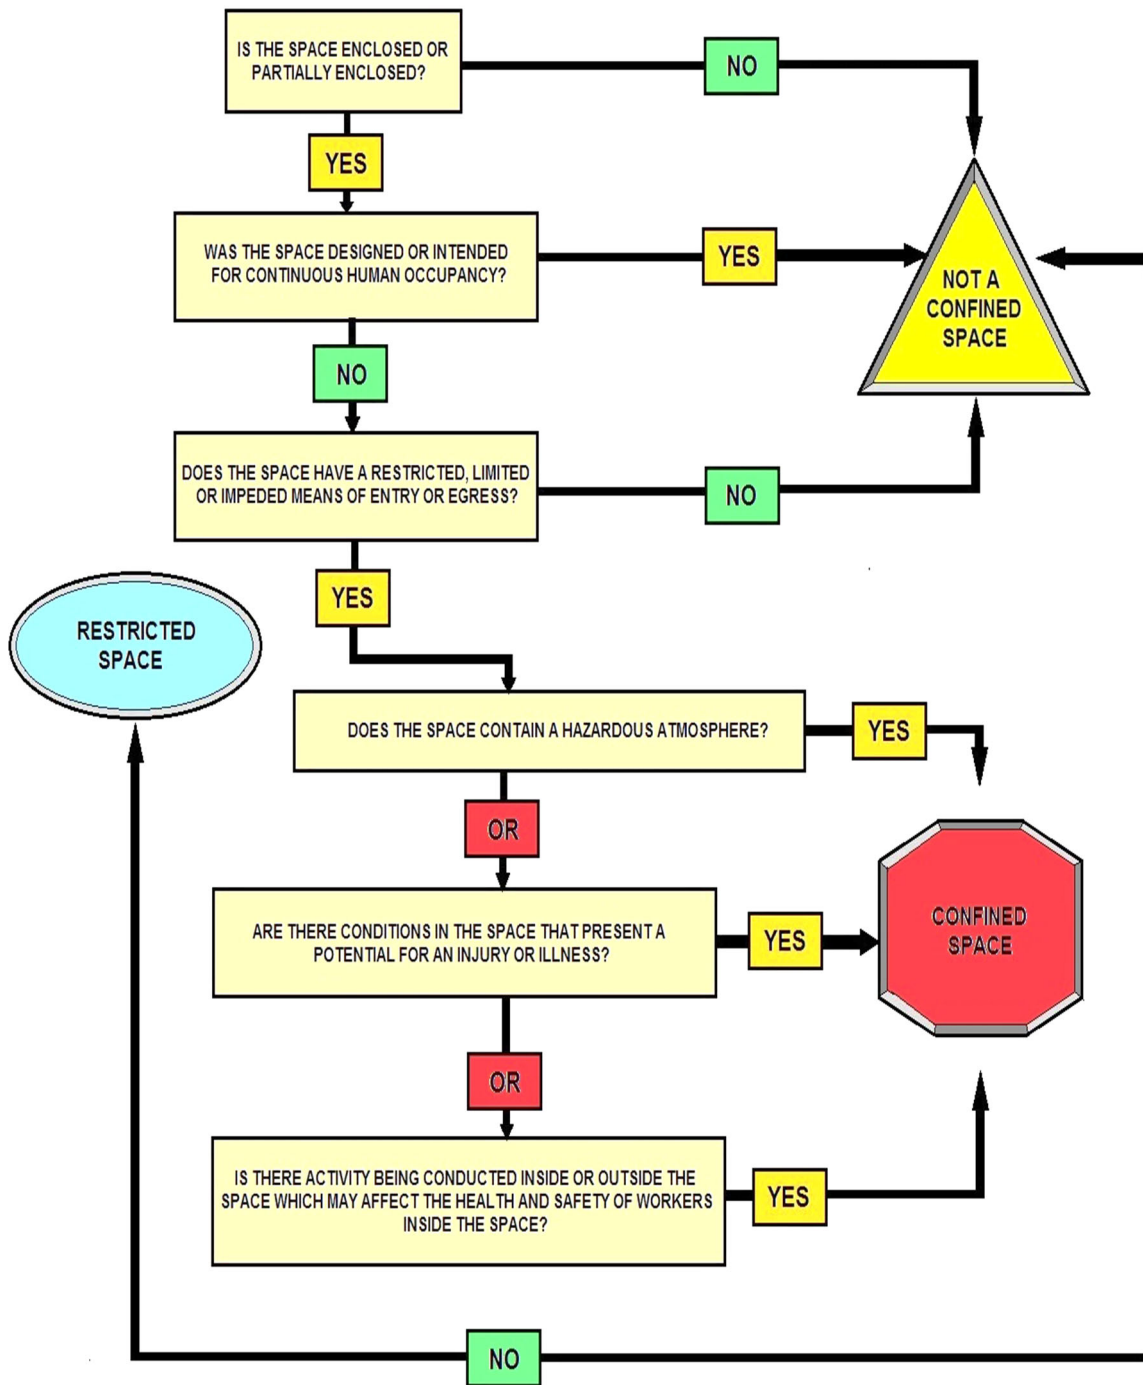 IS THE SPACE ENCLOSED OR
PARTIALLY ENCLOSED?
NO
YES
WAS THE SPACE DESIGNED OR INTENDED
FOR CONTINUOUS HUMAN OCCUPANCY?
YES
NOT A
CONFINED
SPACE
NO
DOES THE SPACE HAVE A RESTRICTED, LIMITED
OR IMPEDED MEANS OF ENTRY OR EGRESS?
NO
YES
RESTRICTED
SPACE
DOES THE SPACE CONTAIN A HAZARDOUS ATMOSPHERE?
YES
OR
ARE THERE CONDITIONS IN THE SPACE THAT PRESENT A
POTENTIAL FOR AN INJURY OR ILLNESS?
YES
CONFINED
SPACE
OR
IS THERE ACTIVITY BEING CONDUCTED INSIDE OR OUTSIDE THE
SPACE WHICH MAY AFFECT THE HEALTH AND SAFETY OF WORKERS
INSIDE THE SPACE?
YES
NO